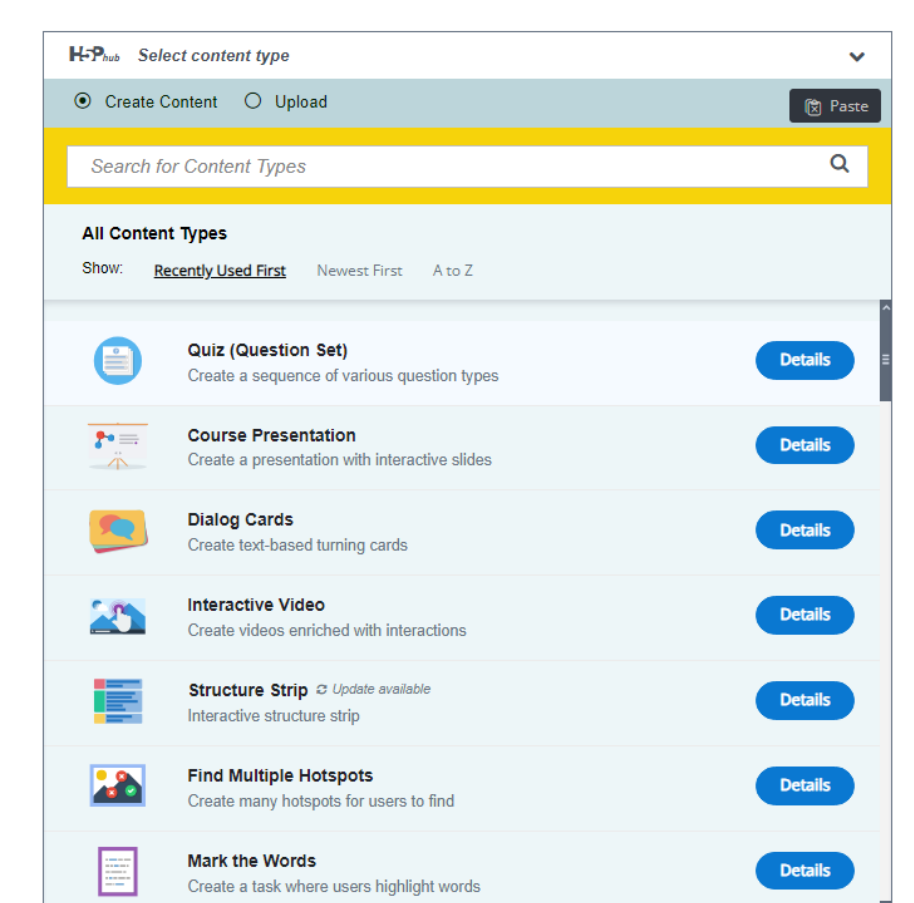 H5Phub Select content type
Create Content Upload
Paste
Search for Content Types
All Content Types
Show: Recently Used First Newest First A to Z
Quiz (Question Set)
Create a sequence of various question types
Details
Course Presentation
Create a presentation with interactive slides
Details
Dialog Cards
Create text-based turning cards
Details
Interactive Video
Create videos enriched with interactions
Details
Structure Strip Update available
Interactive structure strip
Details
Find Multiple Hotspots
Create many hotspots for users to find
Details
Mark the Words
Create a task where users highlight words
Details